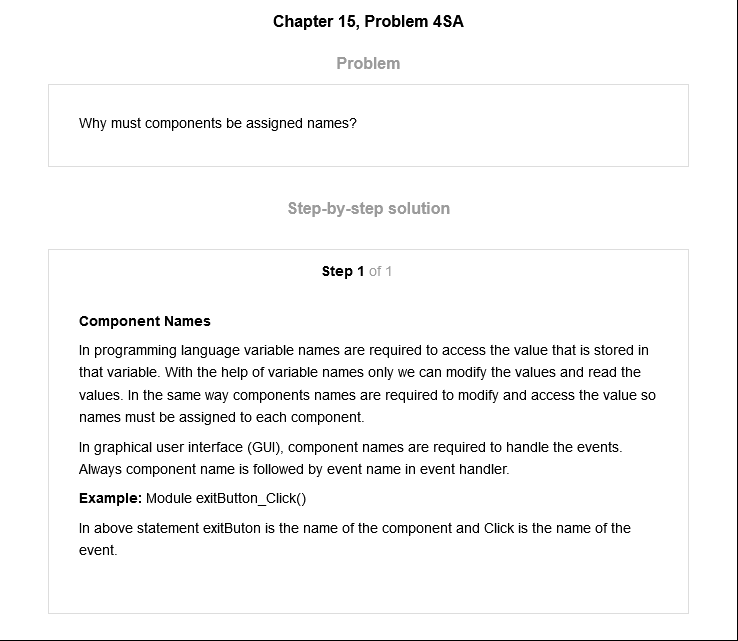 Chapter 15, Problem 4SA
Problem
Why must components be assigned names?
Step-by-step solution
Step 1 of 1
Component Names
In programming language variable names are required to access the value that is stored in
that variable. With the help of variable names only we can modify the values and read the
values. In the same way components names are required to modify and access the value so
names must be assigned to each component.
In graphical user interface (GUI), component names are required to handle the events.
Always component name is followed by event name in event handler.
Example: Module exitButton_Click()
In above statement exitButon is the name of the component and Click is the name of the
event.